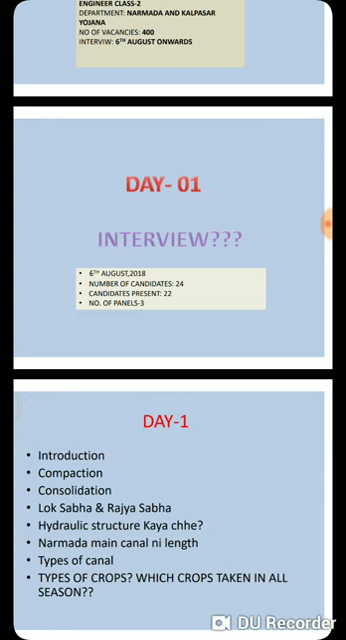 ENGINEER CLASS-2
DEPARTMENT: NARMADA AND KALPASAR
YOJANA
NO OF VACANCIES: 400
INTERVIW: 6TH AUGUST ONWARDS
DAY- 01
INTERVIEW???
• 6TH AUGUST,2018
• NUMBER OF CANDIDATES: 24
• CANDIDATES PRESENT: 22
• NO. OF PANELS-3
DAY-1
• Introduction
• Compaction
• Consolidation
• Lok Sabha & Rajya Sabha
• Hydraulic structure Kaya chhe?
• Narmada main canal ni length
• Types of canal
• TYPES OF CROPS? WHICH CROPS TAKEN IN ALL
SEASON??
DU Recorder